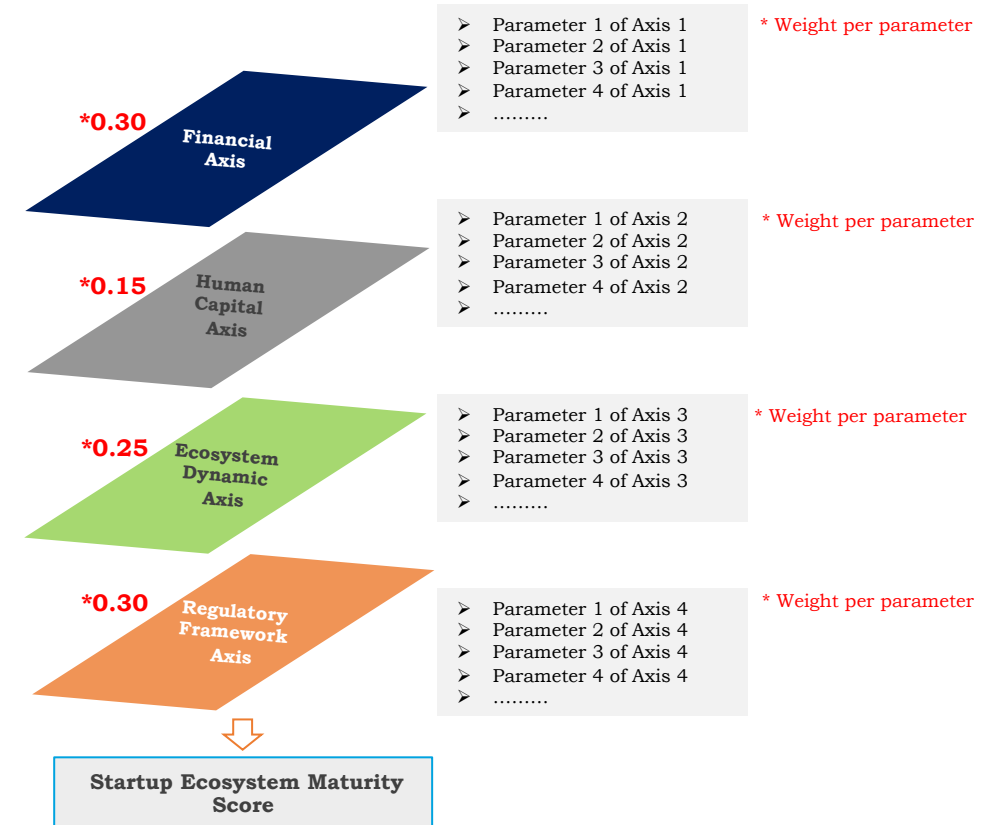 ➢ Parameter 1 of Axis 1
➢ Parameter 2 of Axis 1
➢ Parameter 3 of Axis 1
➢ Parameter 4 of Axis 1
➢ .........
* Weight per parameter
*0.30
Financial
Axis
➢ Parameter 1 of Axis 2
➢ Parameter 2 of Axis 2
➢ Parameter 3 of Axis 2
➢ Parameter 4 of Axis 2
➢ .........
* Weight per parameter
*0.15
Human
Capital
Axis
➢ Parameter 1 of Axis 3
➢ Parameter 2 of Axis 3
➢ Parameter 3 of Axis 3
➢ Parameter 4 of Axis 3
➢ .........
* Weight per parameter
*0.25
Ecosystem
Dynamic
Axis
➢ Parameter 1 of Axis 4
➢ Parameter 2 of Axis 4
➢ Parameter 3 of Axis 4
➢ Parameter 4 of Axis 4
➢ .........
* Weight per parameter
*0.30
Regulatory
Framework
Axis
Startup Ecosystem Maturity
Score